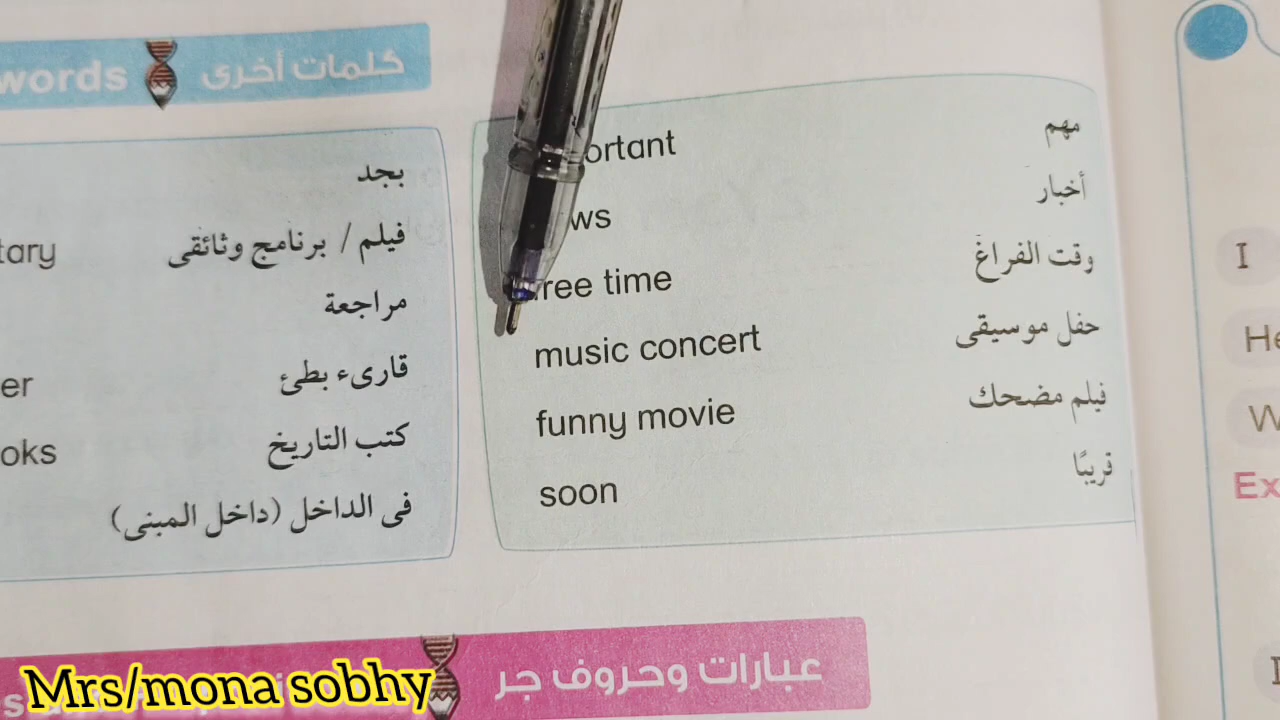 words كلمات أخرى
بجد
tary فيلم / برنامج وثائقى
مراجعة
er قارىء بطئ
oks كتب التاريخ
فى الداخل (داخل المبنى)
ortant مهم
ws أخبار
free time وقت الفراغ
music concert حفل موسيقى
funny movie فيلم مضحك
soon قريبًا
عبارات وحروف جر
Mrs/mona sobhy
I
He
W
Ex